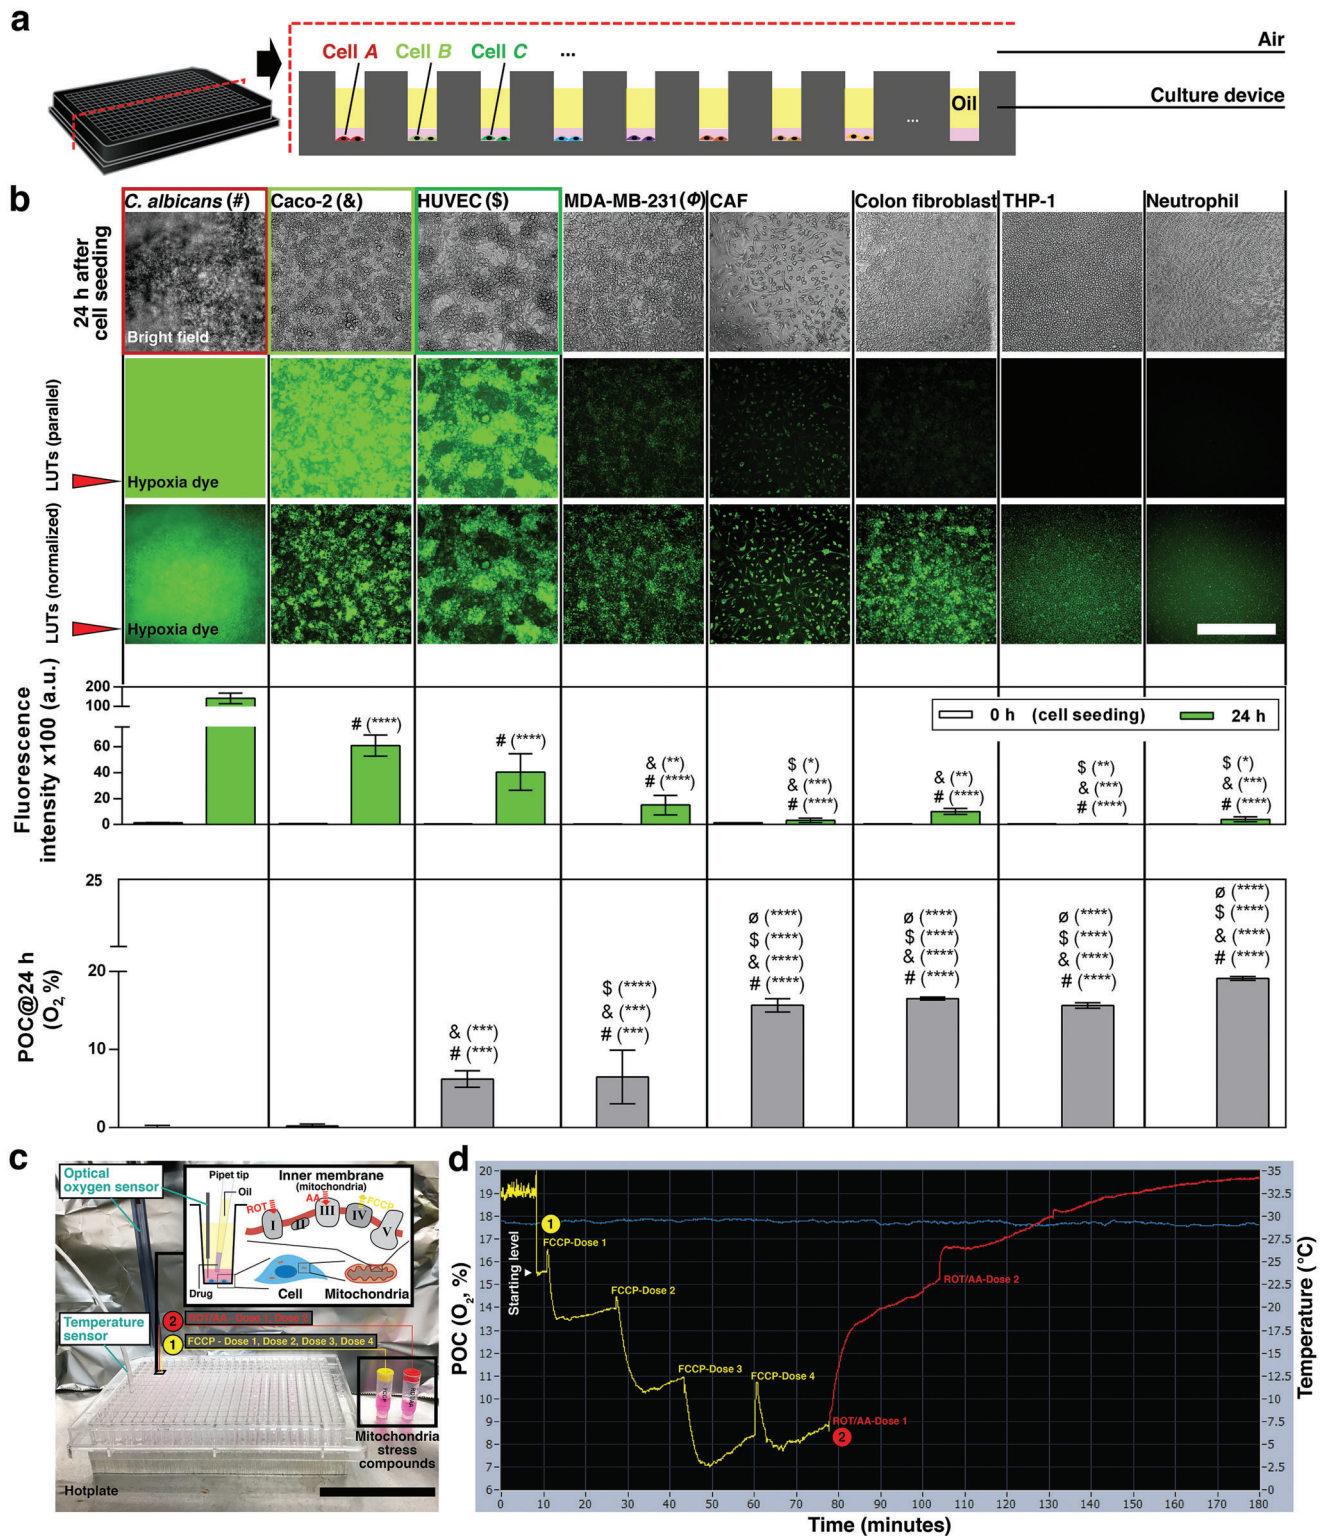 a
Cell A Cell B Cell C ...
Air
Culture device
Oil
...
b
C. albicans (#) Caco-2 (&) HUVEC ($) MDA-MB-231 (Φ) CAF Colon fibroblast THP-1 Neutrophil
24 h after
cell seeding
Bright field
LUTs (parallel)
Hypoxia dye
LUTs (normalized)
Hypoxia dye
Fluorescence
intensity x100 (a.u.)
200
100
60
40
20
0
0 h (cell seeding) 24 h
# (****)
# (****)
& (**)
# (****)
$ (*)
& (***)
# (****)
& (**)
# (****)
$ (**)
& (***)
# (****)
$ (*)
& (***)
# (****)
POC@24 h
(O2, %)
25
20
10
0
& (***)
# (***)
$ (****)
& (***)
# (***)
ø (****)
$ (****)
& (****)
# (****)
ø (****)
$ (****)
& (****)
# (****)
ø (****)
$ (****)
& (****)
# (****)
ø (****)
$ (****)
& (****)
# (****)
c
Optical
oxygen sensor
Pipet tip
Oil
Drug
Inner membrane
(mitochondria)
ROT
AA
FCCP
I II III IV V
Cell Mitochondria
Temperature
sensor
2 ROT/AA - Dose 1, Dose 2
1 FCCP - Dose 1, Dose 2, Dose 3, Dose 4
Mitochondria
stress
compounds
Hotplate
d
POC (O2, %)
20
19
18
17
16
15
14
13
12
11
10
9
8
7
6
Starting level
1
FCCP-Dose 1
FCCP-Dose 2
FCCP-Dose 3
FCCP-Dose 4
ROT/AA-Dose 1
2
ROT/AA-Dose 2
35
32.5
30
27.5
25
22.5
20
17.5
15
12.5
10
7.5
5
2.5
0
Temperature (°C)
0 10 20 30 40 50 60 70 80 90 100 110 120 130 140 150 160 170 180
Time (minutes)